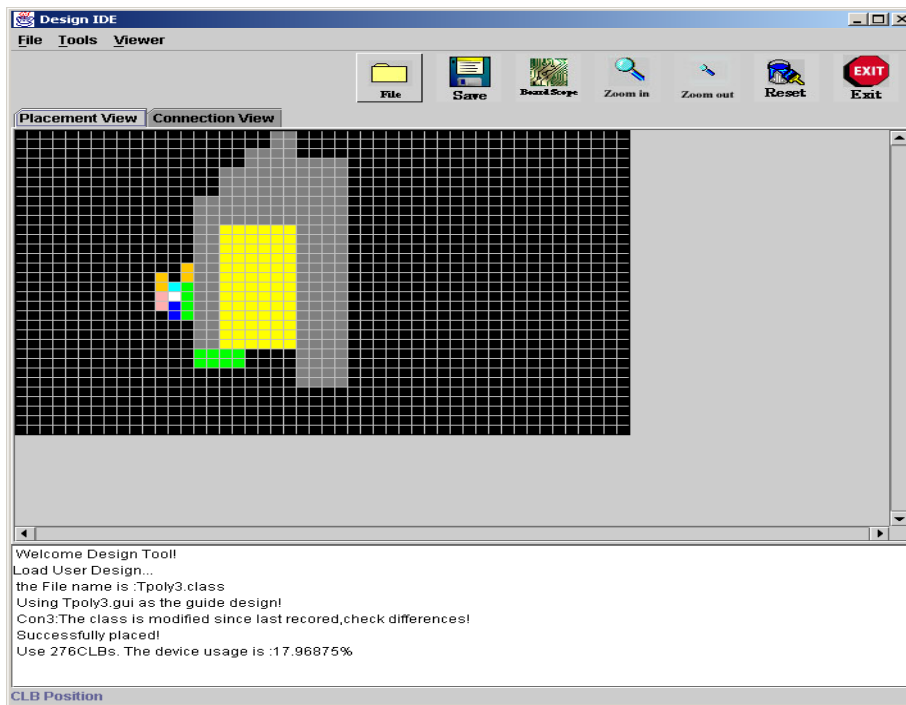 Design IDE
File Tools Viewer
File Save BoardScope Zoom in Zoom out Reset EXIT Exit
Placement View Connection View
Welcome Design Tool!
Load User Design...
the File name is :Tpoly3.class
Using Tpoly3.gui as the guide design!
Con3:The class is modified since last recored,check differences!
Successfully placed!
Use 276CLBs. The device usage is :17.96875%
CLB Position